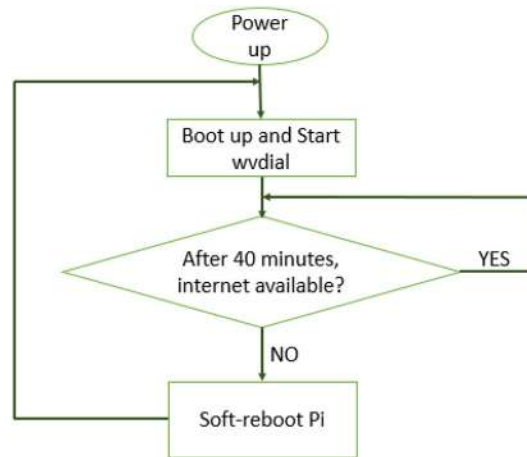 Power
up
Boot up and Start
wvdial
After 40 minutes,
internet available?
YES
NO
Soft-reboot Pi